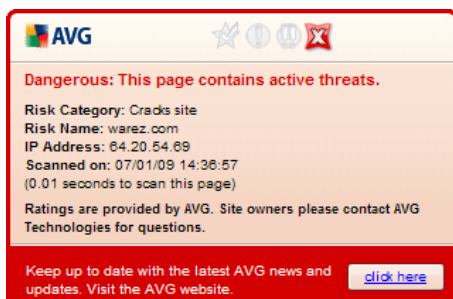 AVG
Dangerous: This page contains active threats.
Risk Category: Cracks site
Risk Name: warez.com
IP Address: 64.20.54.69
Scanned on: 07/01/09 14:36:57
(0.01 seconds to scan this page)
Ratings are provided by AVG. Site owners please contact AVG
Technologies for questions.
Keep up to date with the latest AVG news and
updates. Visit the AVG website.
click here